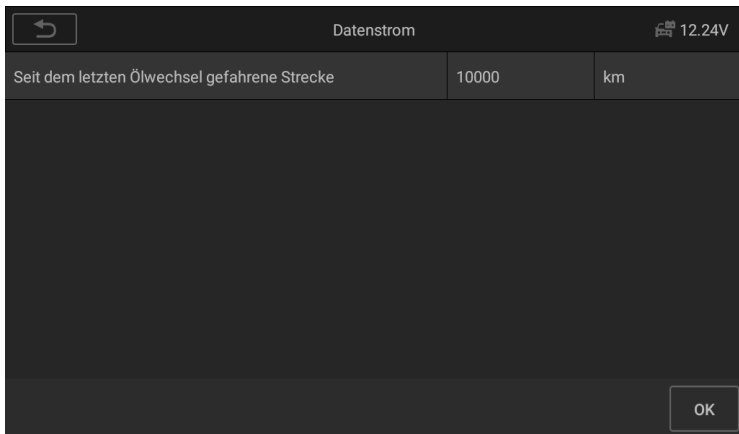 Datenstrom
12.24V
Seit dem letzten Ölwechsel gefahrene Strecke 10000 km
OK